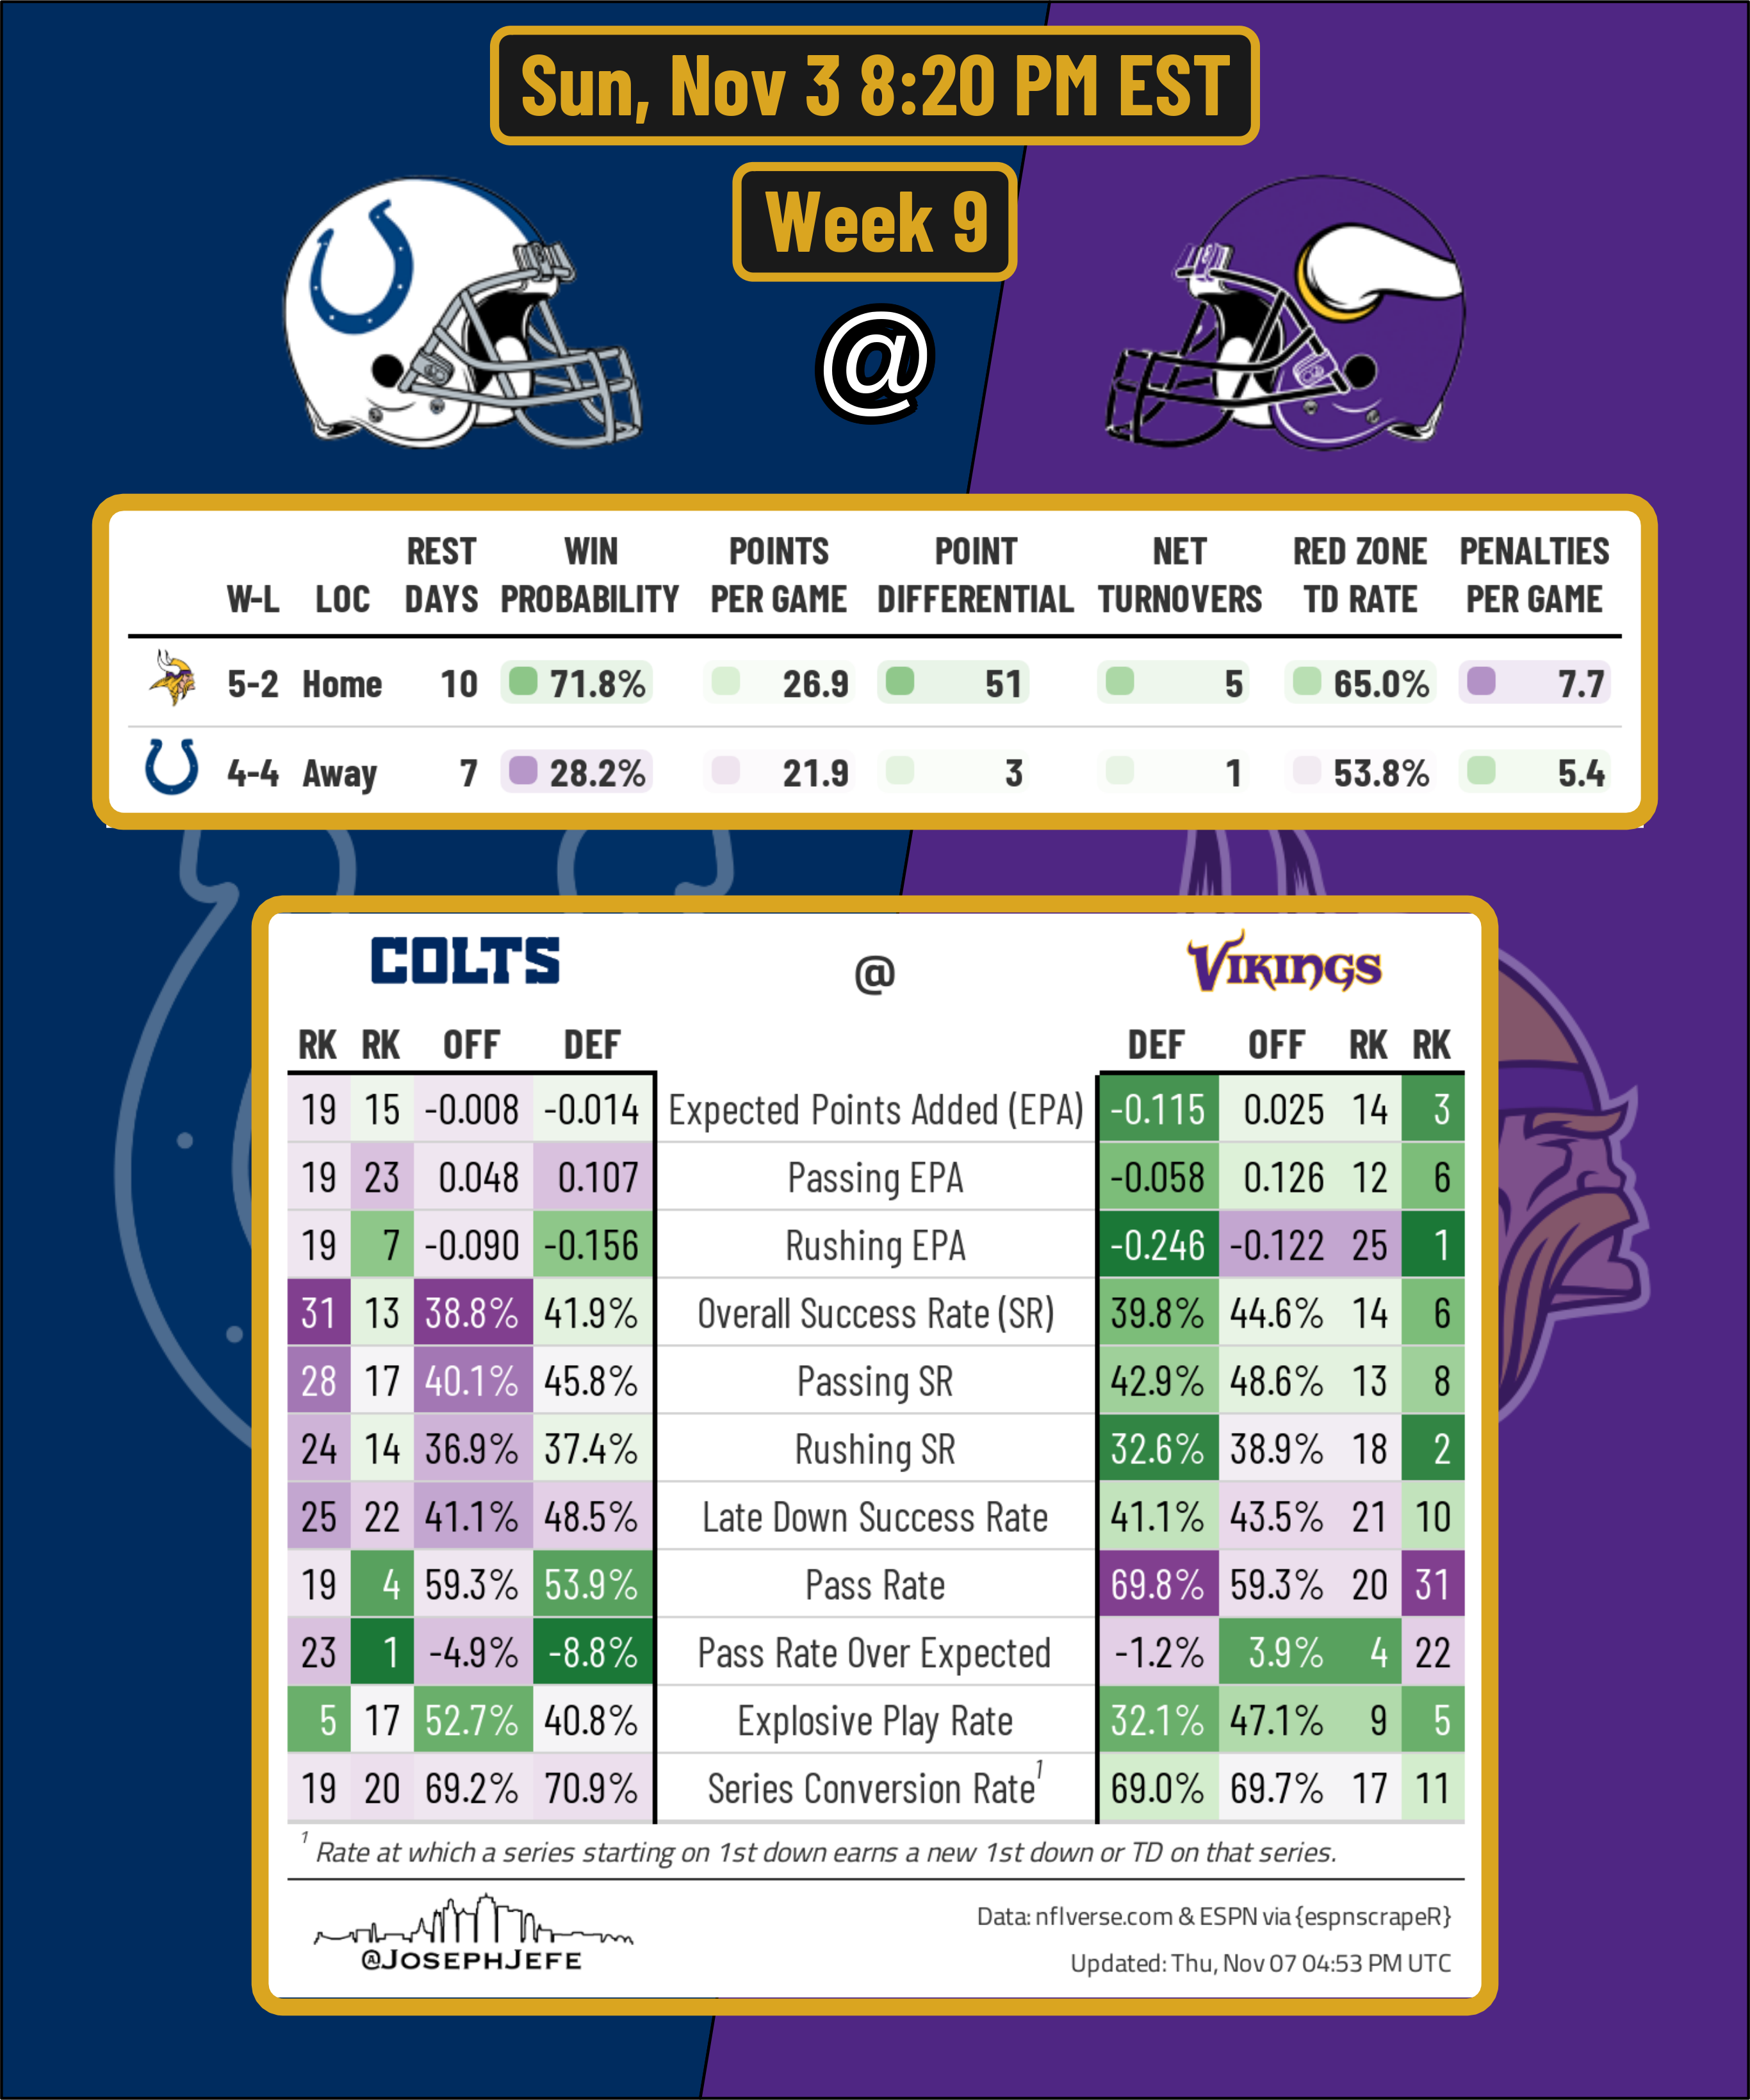 Sun, Nov 3 8:20 PM EST
Week 9
@
W-L LOC REST DAYS WIN PROBABILITY POINTS PER GAME POINT DIFFERENTIAL NET TURNOVERS RED ZONE TD RATE PENALTIES PER GAME
5-2 Home 10 71.8% 26.9 51 5 65.0% 7.7
4-4 Away 7 28.2% 21.9 3 1 53.8% 5.4
COLTS @ VIKINGS
RK RK OFF DEF DEF OFF RK RK
19 15 -0.008 -0.014 Expected Points Added (EPA) -0.115 0.025 14 3
19 23 0.048 0.107 Passing EPA -0.058 0.126 12 6
19 7 -0.090 -0.156 Rushing EPA -0.246 -0.122 25 1
31 13 38.8% 41.9% Overall Success Rate (SR) 39.8% 44.6% 14 6
28 17 40.1% 45.8% Passing SR 42.9% 48.6% 13 8
24 14 36.9% 37.4% Rushing SR 32.6% 38.9% 18 2
25 22 41.1% 48.5% Late Down Success Rate 41.1% 43.5% 21 10
19 4 59.3% 53.9% Pass Rate 69.8% 59.3% 20 31
23 1 -4.9% -8.8% Pass Rate Over Expected -1.2% 3.9% 4 22
5 17 52.7% 40.8% Explosive Play Rate 32.1% 47.1% 9 5
19 20 69.2% 70.9% Series Conversion Rate1 69.0% 69.7% 17 11
1 Rate at which a series starting on 1st down earns a new 1st down or TD on that series.
@JOSEPHJEFE
Data: nflverse.com & ESPN via {espnscrapeR}
Updated: Thu, Nov 07 04:53 PM UTC